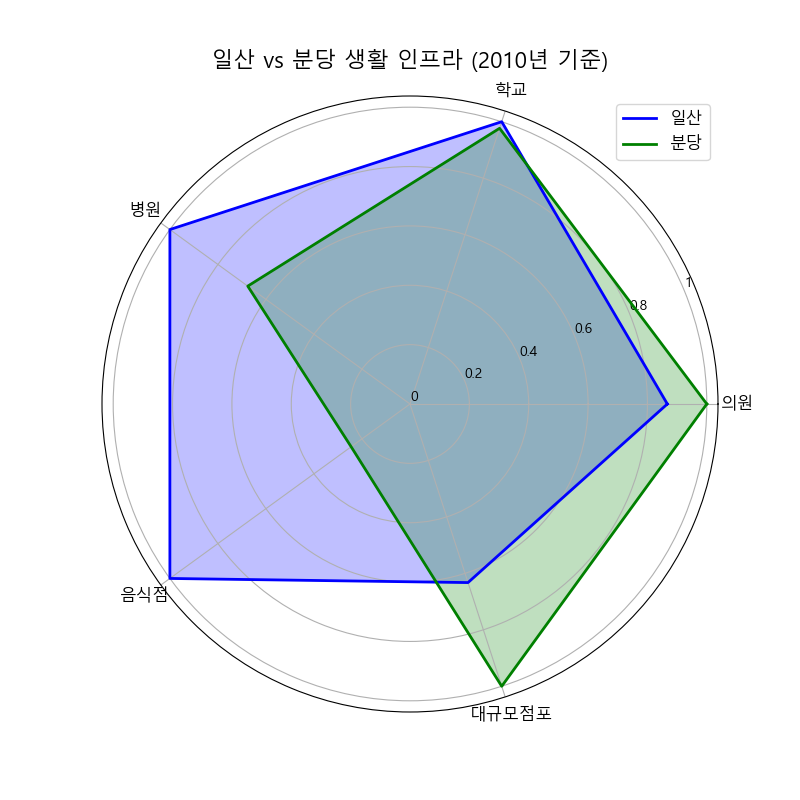 일산 vs 분당 생활 인프라 (2010년 기준)
학교
일산
분당
병원
1
0.8
0.6
0.4
0.2
0
의원
음식점
대규모점포